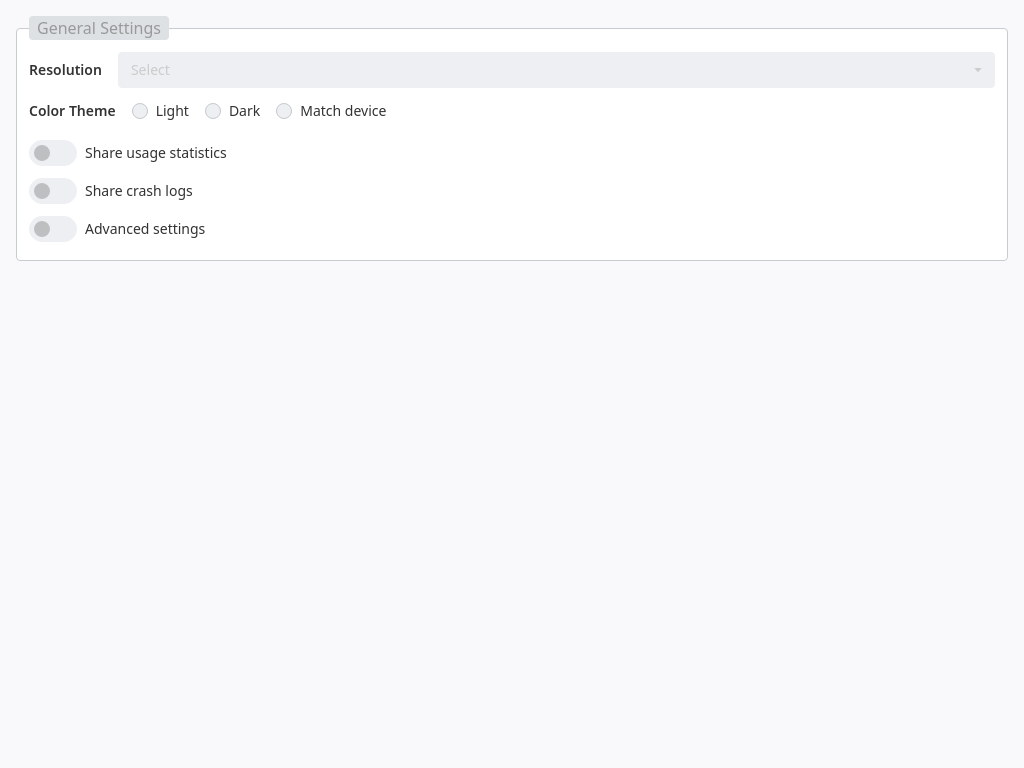 General Settings
Resolution Select
Color Theme Light Dark Match device
Share usage statistics
Share crash logs
Advanced settings